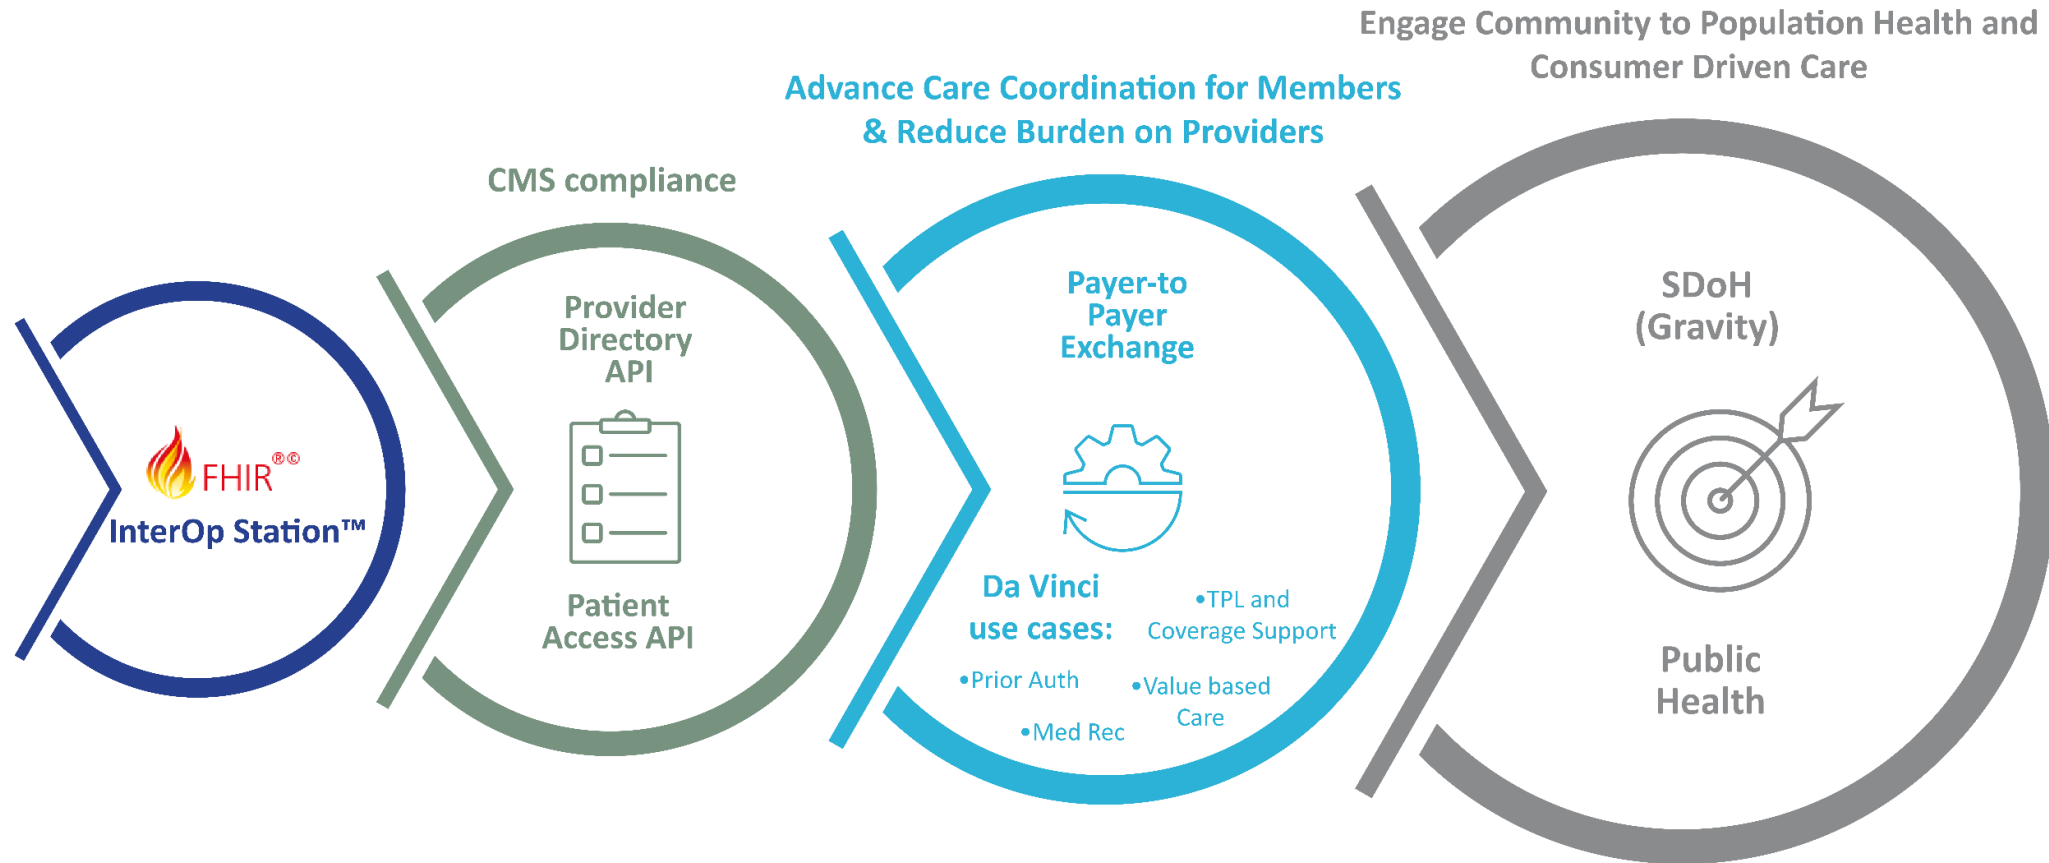 FHIR®©
InterOp Station™
CMS compliance
Provider
Directory
API
Patient
Access API
Advance Care Coordination for Members
& Reduce Burden on Providers
Payer-to
Payer
Exchange
Da Vinci
use cases:
•Prior Auth
•Med Rec
•TPL and
Coverage Support
•Value based
Care
Engage Community to Population Health and
Consumer Driven Care
SDoH
(Gravity)
Public
Health